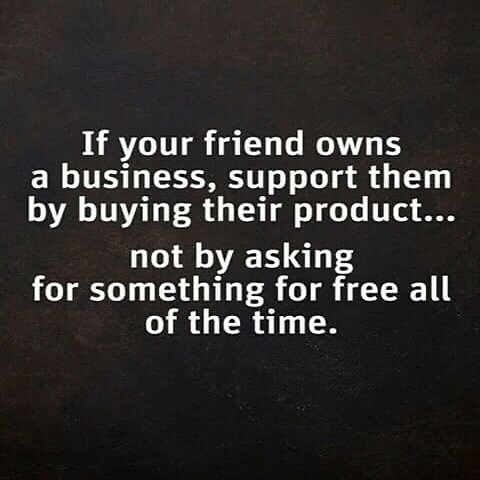 If your friend owns
a business, support them
by buying their product...
not by asking
for something for free all
of the time.